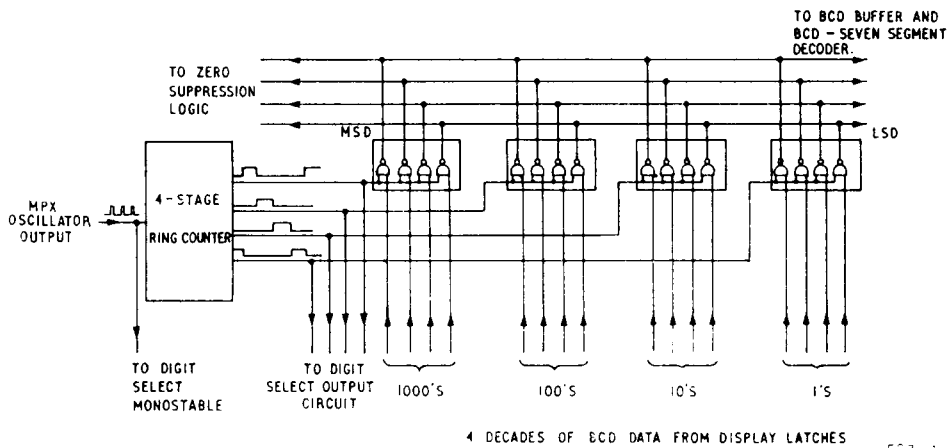 TO BCD BUFFER AND
BCD – SEVEN SEGMENT
DECODER.
TO ZERO
SUPPRESSION
LOGIC
MSD
LSD
MPX
OSCILLATOR
OUTPUT
4-STAGE
RING COUNTER
TO DIGIT
SELECT
MONOSTABLE
TO DIGIT
SELECT OUTPUT
CIRCUIT
1000'S
100'S
10'S
1'S
4 DECADES OF BCD DATA FROM DISPLAY LATCHES